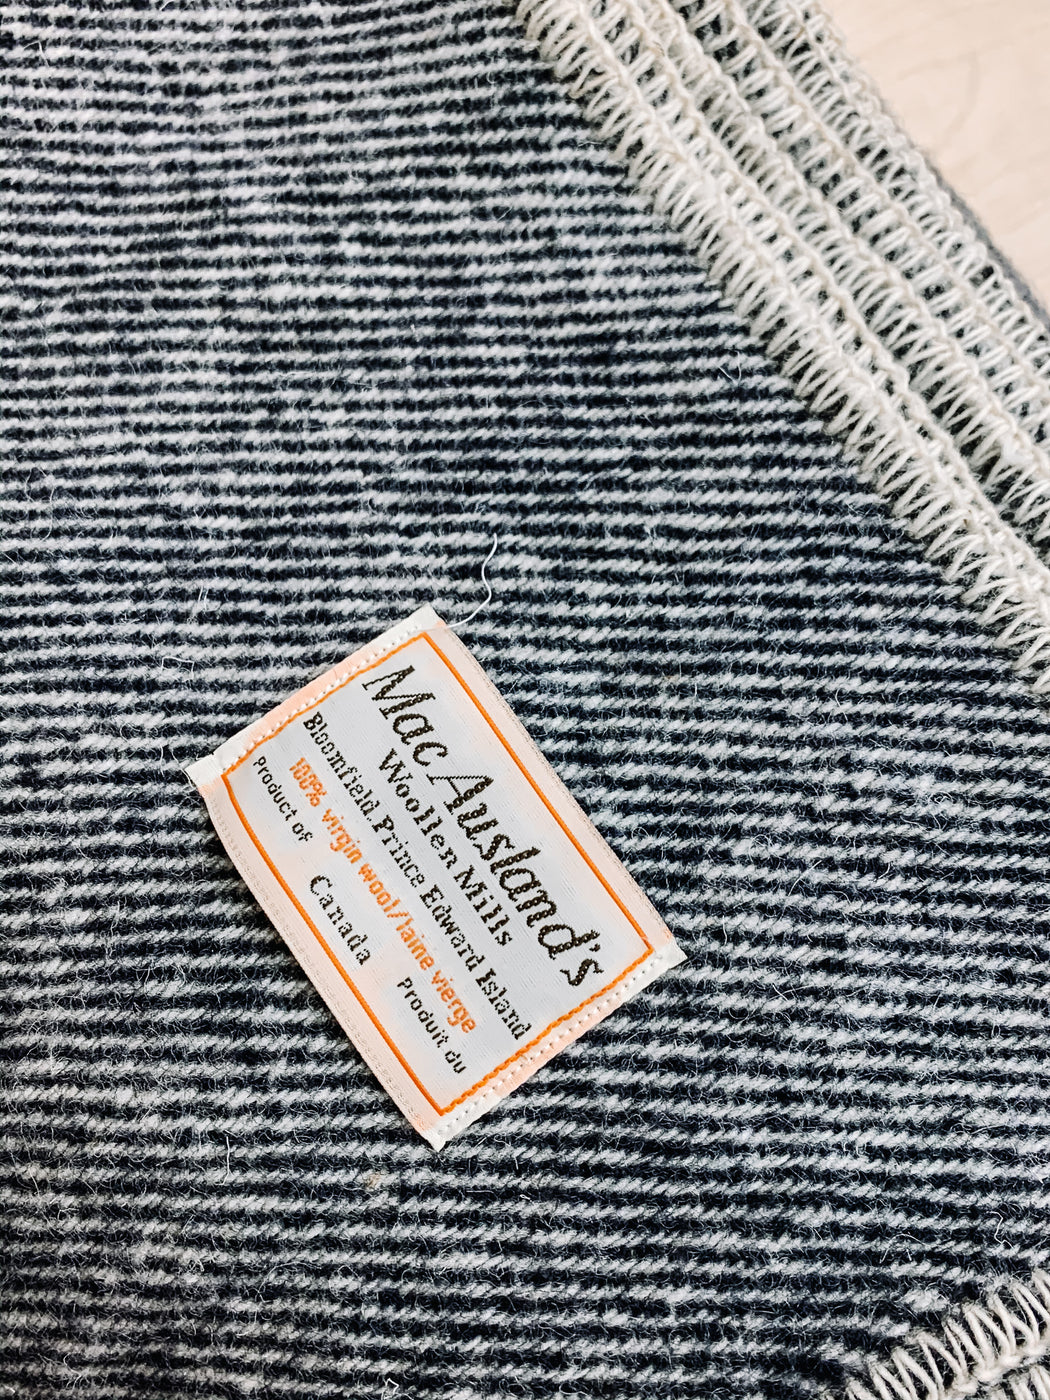 MacAusland's
Woollen Mills
Bloomfield, Prince Edward Island
100% virgin wool/laine vierge
Product of Produit du
Canada